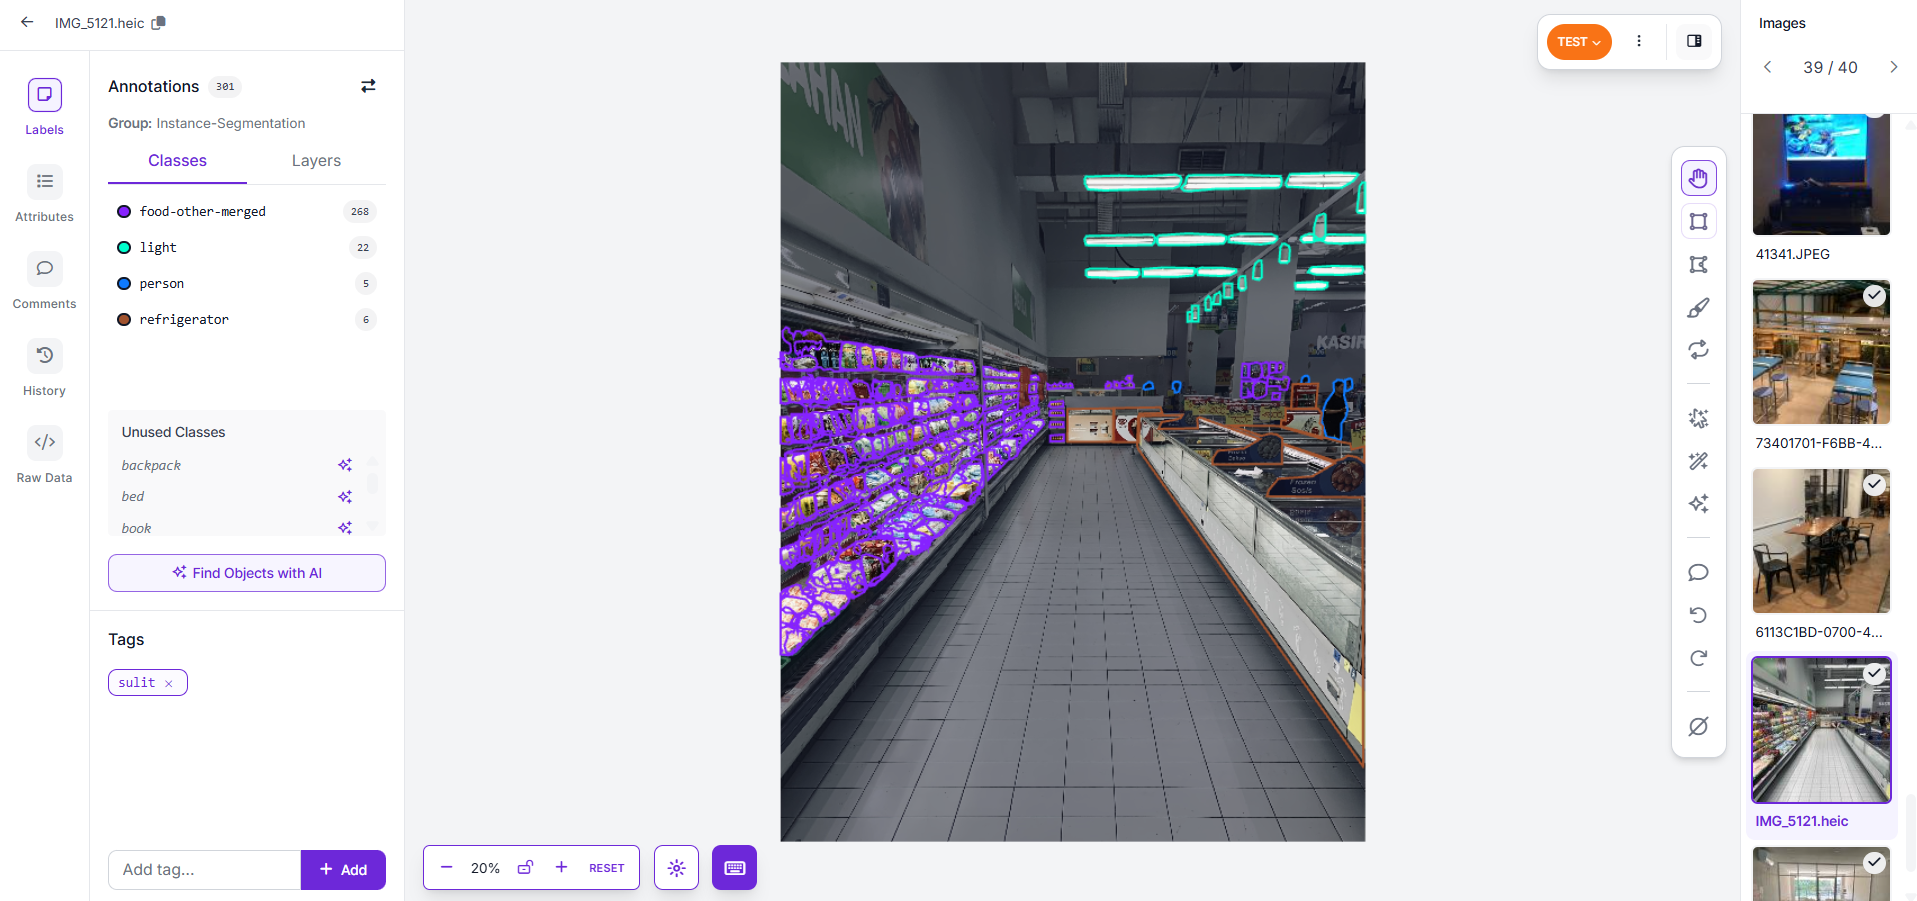 IMG_5121.heic
Labels
Attributes
Comments
History
Raw Data
Annotations 301
Group: Instance-Segmentation
Classes
Layers
food-other-merged 268
light 22
person 5
refrigerator 6
Unused Classes
backpack
bed
book
Find Objects with AI
Tags
sulit ×
Add tag...
+ Add
AHAN
KASIR
Frozen
− 20% + RESET
TEST
Images
39 / 40
41341.JPEG
73401701-F6BB-4...
6113C1BD-0700-4...
IMG_5121.heic